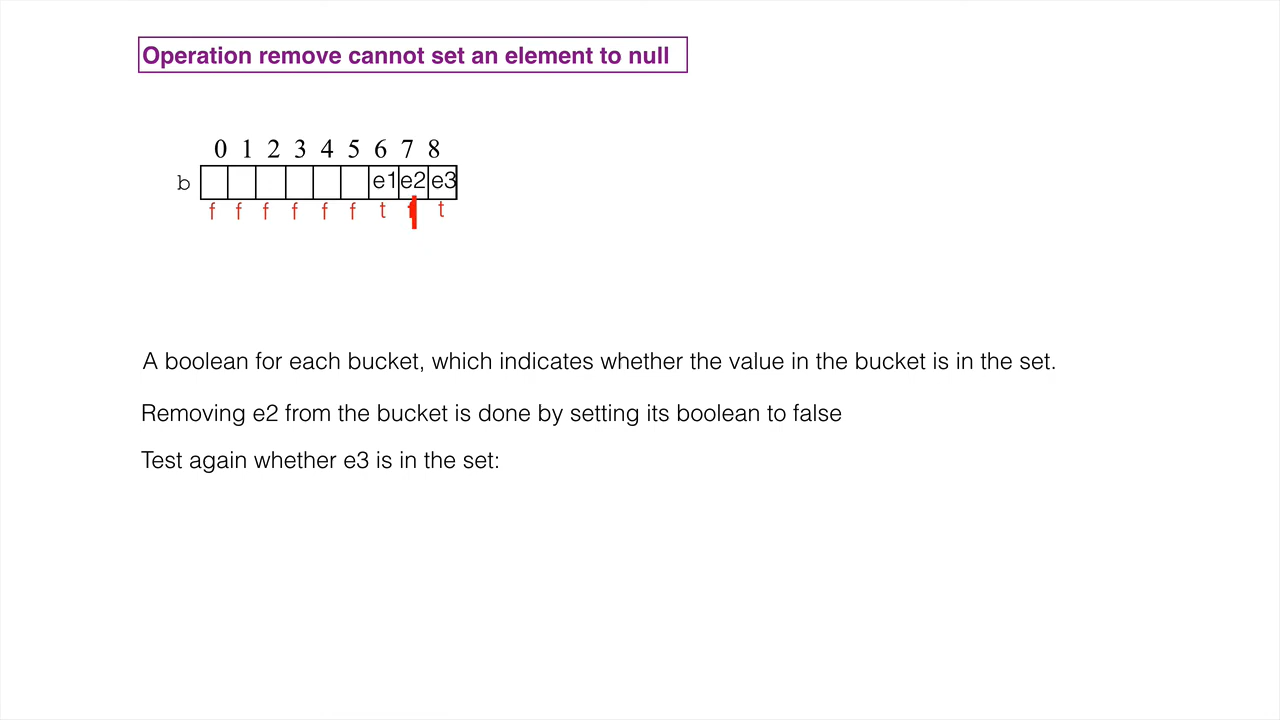 Operation remove cannot set an element to null
0 1 2 3 4 5 6 7 8
b e1 e2 e3
f f f f f f t f t
A boolean for each bucket, which indicates whether the value in the bucket is in the set.
Removing e2 from the bucket is done by setting its boolean to false
Test again whether e3 is in the set: